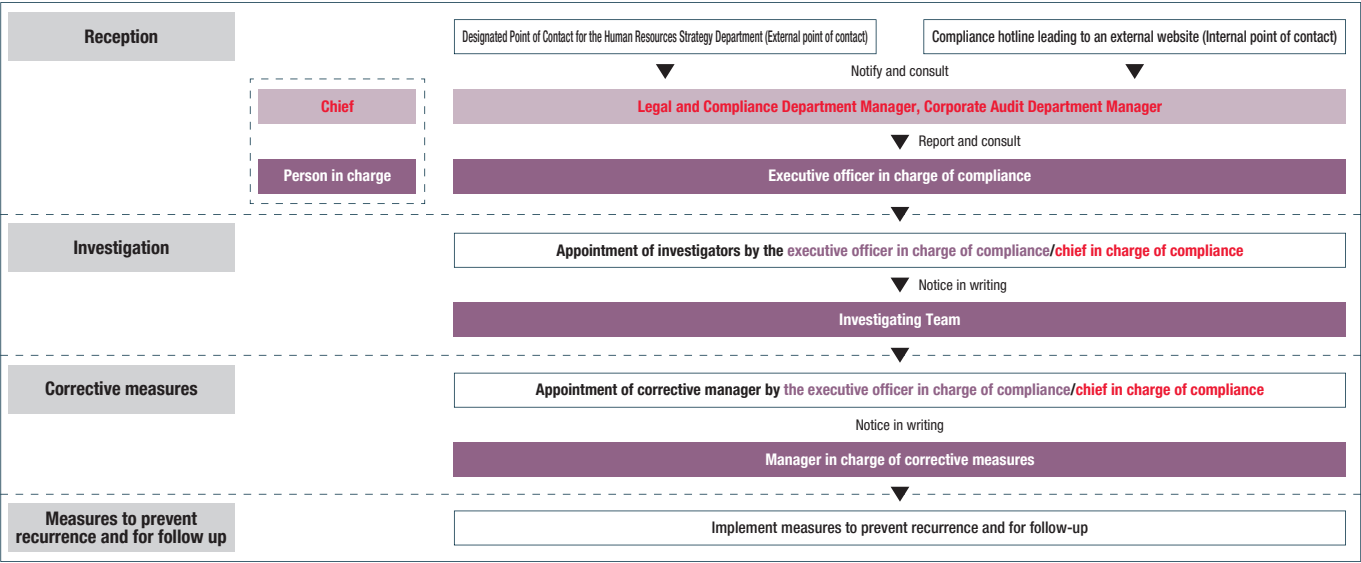 Reception
Designated Point of Contact for the Human Resources Strategy Department (External point of contact)
Compliance hotline leading to an external website (Internal point of contact)
Notify and consult
Chief
Legal and Compliance Department Manager, Corporate Audit Department Manager
Report and consult
Person in charge
Executive officer in charge of compliance
Investigation
Appointment of investigators by the executive officer in charge of compliance/chief in charge of compliance
Notice in writing
Investigating Team
Corrective measures
Appointment of corrective manager by the executive officer in charge of compliance/chief in charge of compliance
Notice in writing
Manager in charge of corrective measures
Measures to prevent
recurrence and for follow up
Implement measures to prevent recurrence and for follow-up